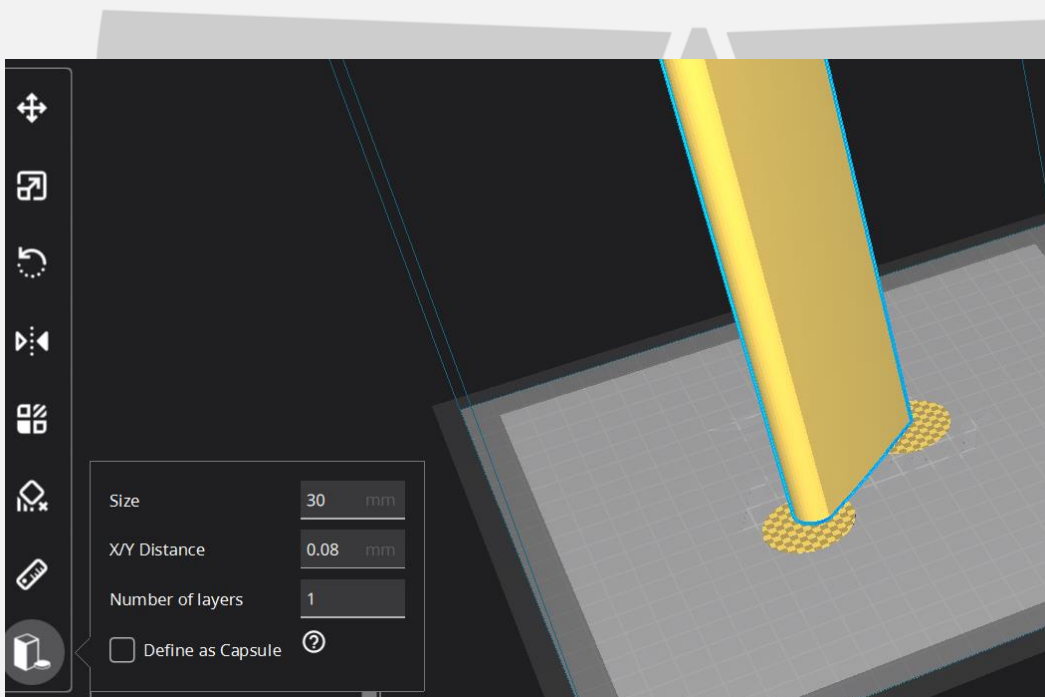 Size 30 mm
X/Y Distance 0.08 mm
Number of layers 1
Define as Capsule ?